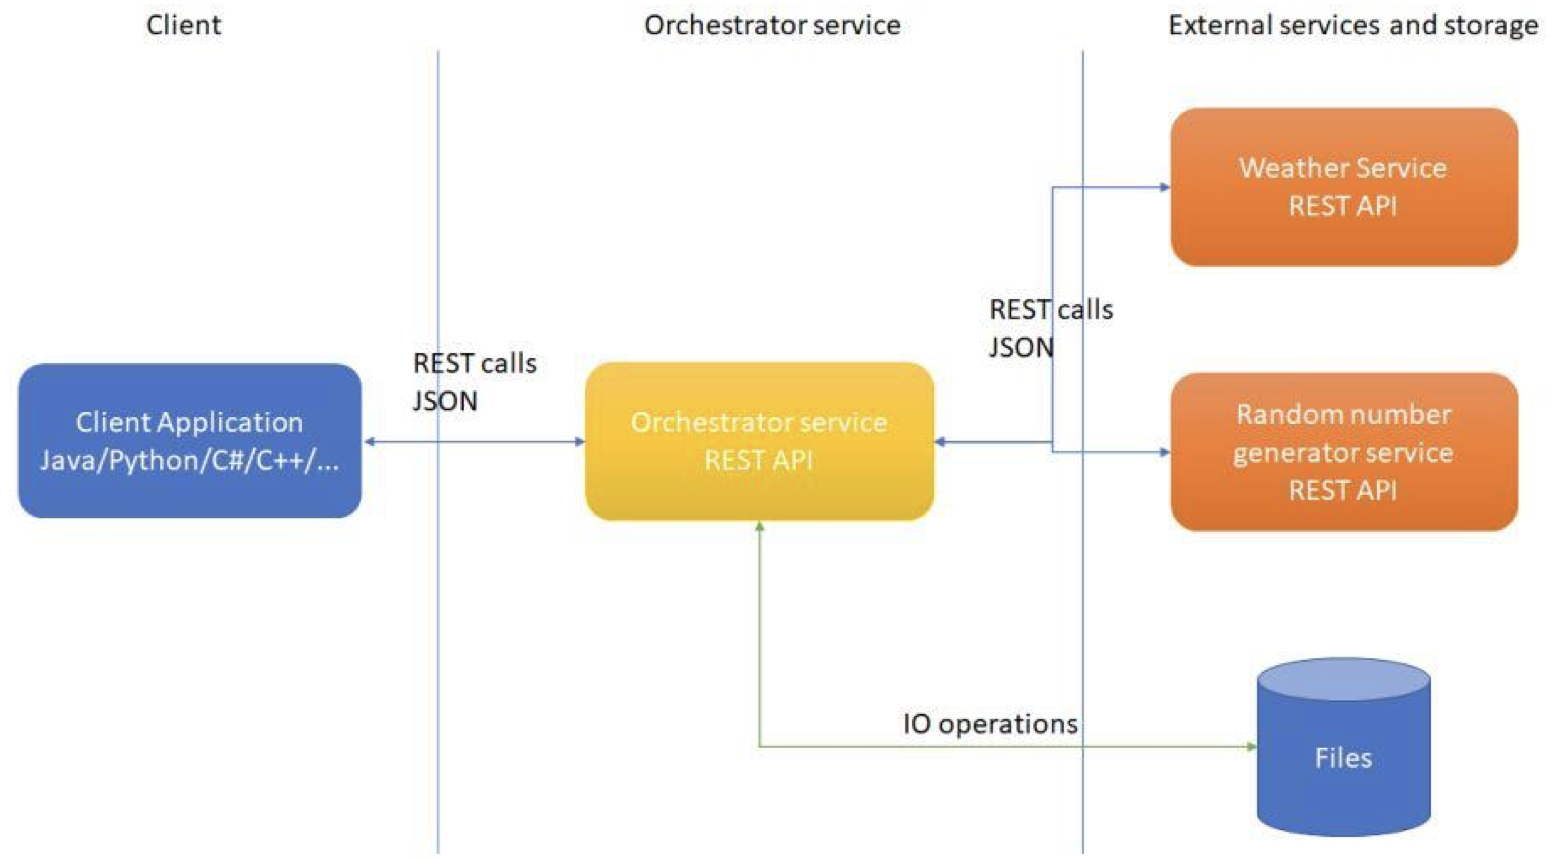 Client
Orchestrator service
External services and storage
Weather Service
REST API
REST calls
JSON
REST calls
JSON
Client Application
Java/Python/C#/C++/...
Orchestrator service
REST API
Random number
generator service
REST API
IO operations
Files